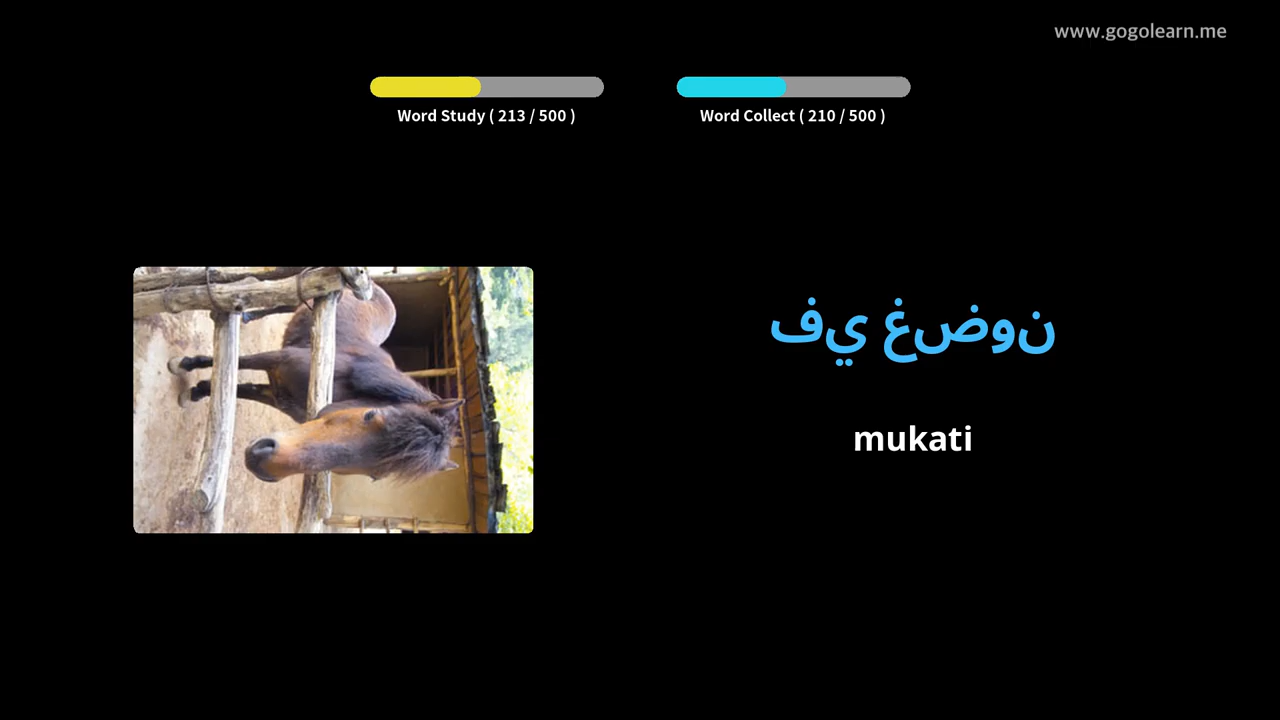 www.gogolearn.me
Word Study ( 213 / 500 )
Word Collect ( 210 / 500 )
في غضون
mukati